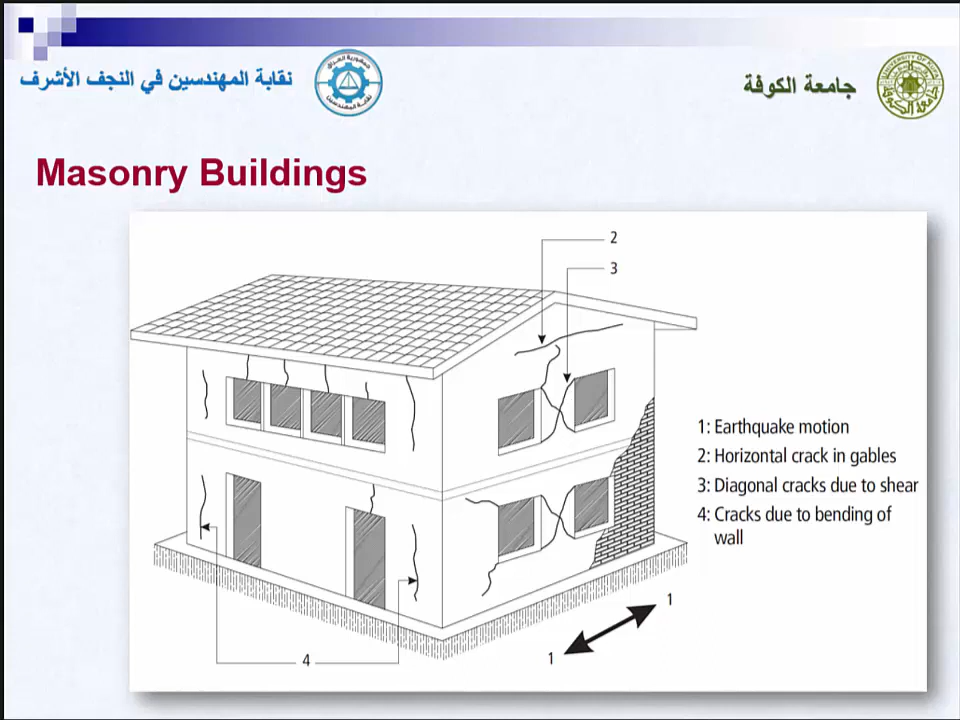 نقابة المهندسين في النجف الأشرف
جامعة الكوفة
Masonry Buildings
2
3
1: Earthquake motion
2: Horizontal crack in gables
3: Diagonal cracks due to shear
4: Cracks due to bending of
wall
1
1
4